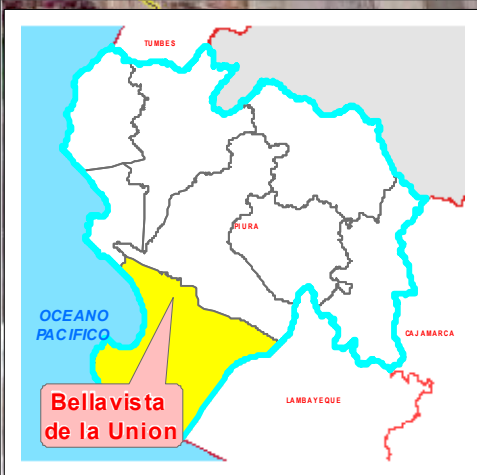 TUMBES
PIURA
OCEANO
PACIFICO
CAJAMARCA
Bellavista
de la Union
LAMBAYEQUE